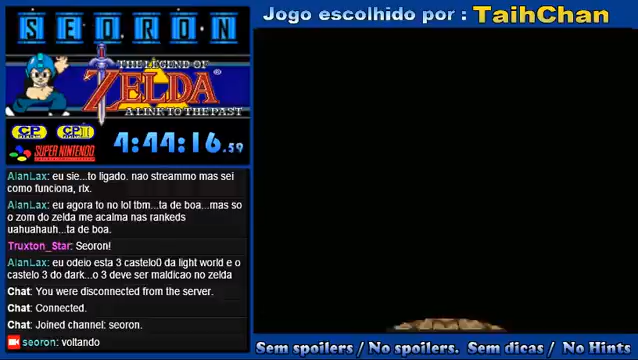 SEORON
Jogo escolhido por : TaihChan
THE LEGEND OF
ZELDA
A LINK TO THE PAST
CP
CP II
4:44:16.59
SUPER NINTENDO
AlanLax: eu sie...to ligado. nao streammo mas sei
como funciona, rlx.
AlanLax: eu agora to no lol tbm...ta de boa...mas so
o zom do zelda me acalma nas rankeds
uahuahauh...ta de boa.
Truxton_Star: Seoron!
AlanLax: eu odeio esta 3 castelo0 da light world e o
castelo 3 do dark...o 3 deve ser maldicao no zelda
Chat: You were disconnected from the server.
Chat: Connected.
Chat: Joined channel: seoron.
seoron: voltando
Sem spoilers / No spoilers. Sem dicas / No Hints